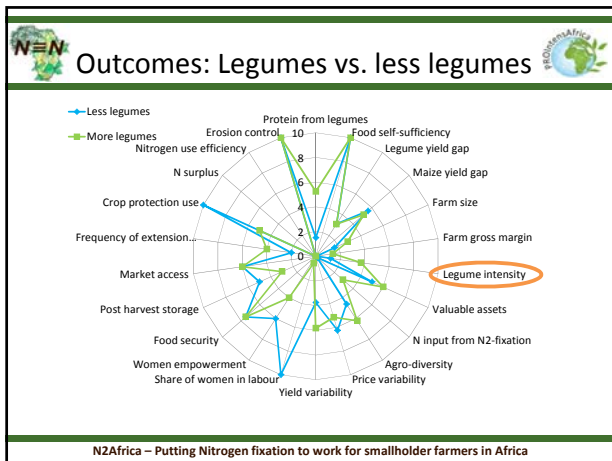 N≡N
Outcomes: Legumes vs. less legumes
PROIntensAfrica
Less legumes
More legumes
Protein from legumes
Food self-sufficiency
Legume yield gap
Maize yield gap
Farm size
Farm gross margin
Legume intensity
Valuable assets
N input from N2-fixation
Agro-diversity
Price variability
Yield variability
Share of women in labour
Women empowerment
Food security
Post harvest storage
Market access
Frequency of extension...
Crop protection use
N surplus
Nitrogen use efficiency
Erosion control
10
8
6
4
2
0
N2Africa – Putting Nitrogen fixation to work for smallholder farmers in Africa